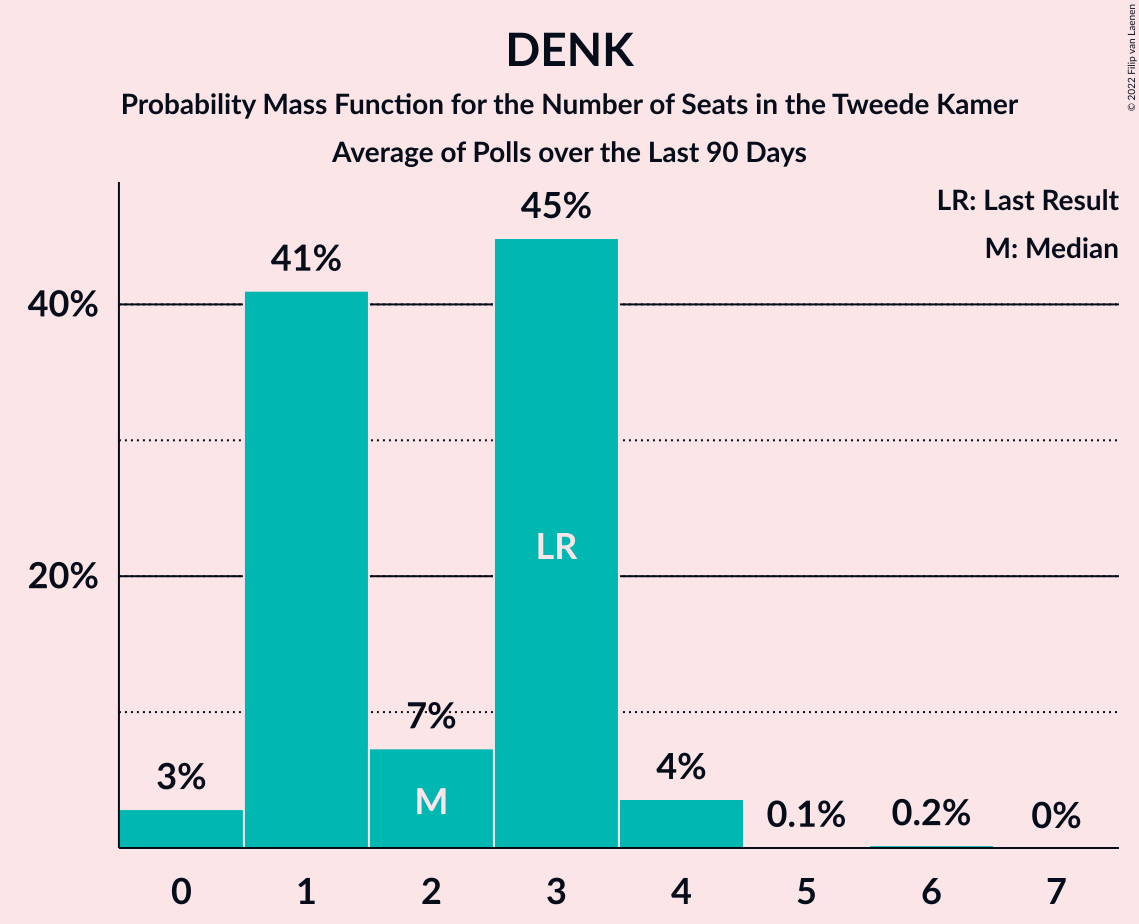 DENK
Probability Mass Function for the Number of Seats in the Tweede Kamer
Average of Polls over the Last 90 Days
© 2022 Filip van Laenen
LR: Last Result
M: Median
45%
41%
40%
LR
20%
7%
3%
M
4%
0.1%
0.2%
0%
0 1 2 3 4 5 6 7